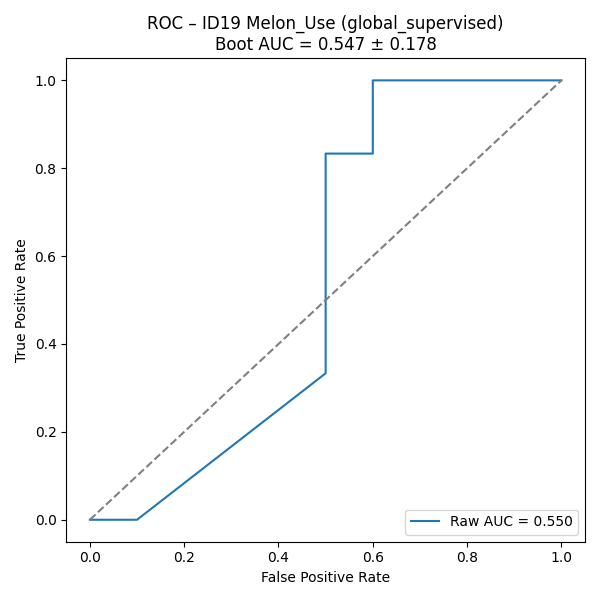 ROC – ID19 Melon_Use (global_supervised)
Boot AUC = 0.547 ± 0.178
True Positive Rate
1.0
0.8
0.6
0.4
0.2
0.0
Raw AUC = 0.550
0.0 0.2 0.4 0.6 0.8 1.0
False Positive Rate